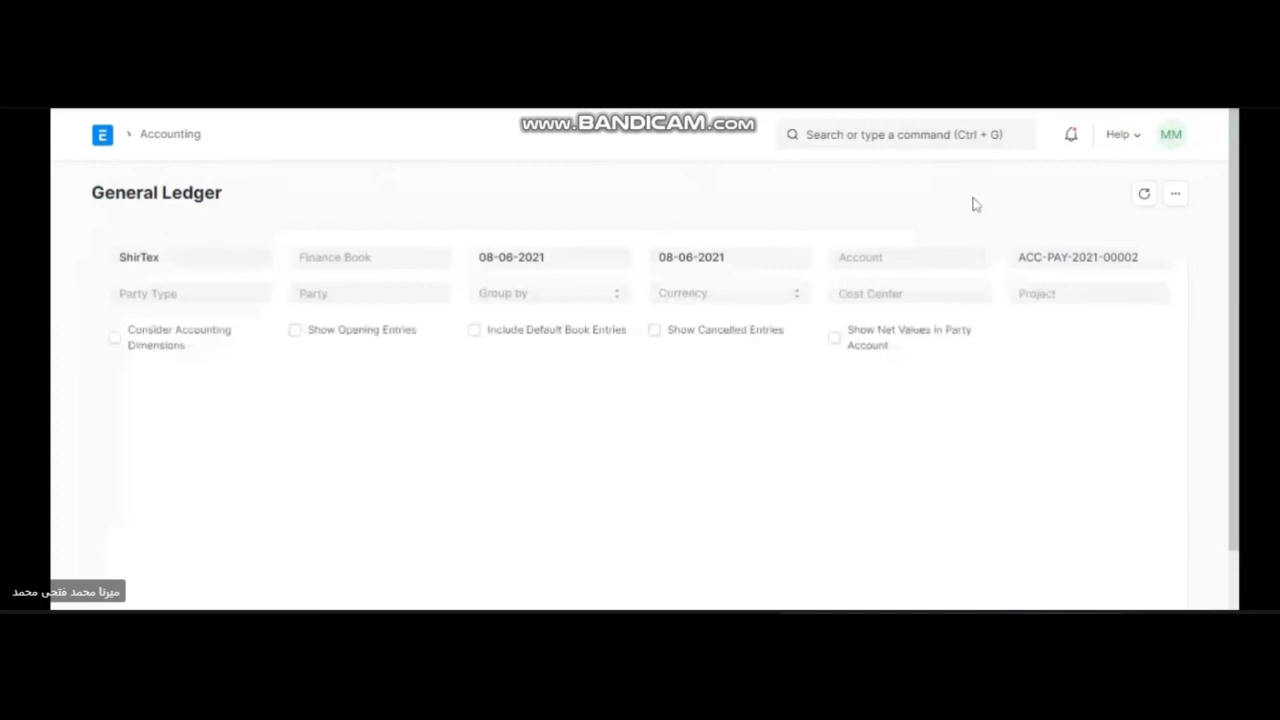 www.BANDICAM.com
E › Accounting
Search or type a command (Ctrl + G)
Help
MM
General Ledger
ShirTex
Finance Book
08-06-2021
08-06-2021
Account
ACC-PAY-2021-00002
Party Type
Party
Group by
Currency
Cost Center
Project
Consider Accounting
Dimensions
Show Opening Entries
Include Default Book Entries
Show Cancelled Entries
Show Net Values in Party
Account
ميرنا محمد فتحى محمد